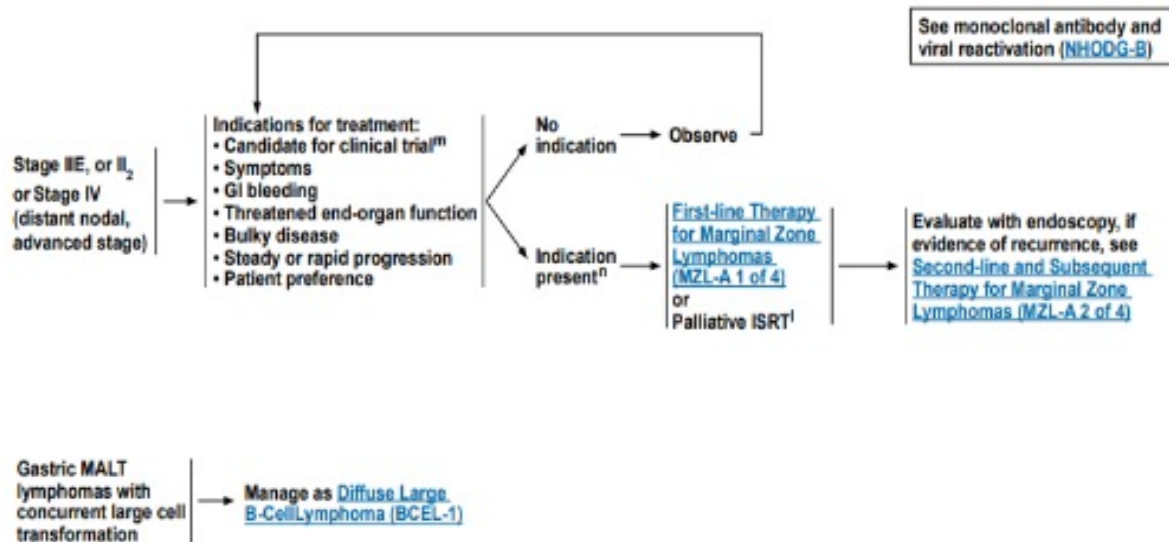 See monoclonal antibody and
viral reactivation (NHODG-B)
Stage IIE, or II2
or Stage IV
(distant nodal,
advanced stage)
Indications for treatment:
• Candidate for clinical trialm
• Symptoms
• GI bleeding
• Threatened end-organ function
• Bulky disease
• Steady or rapid progression
• Patient preference
No
indication
Observe
Indication
presentn
First-line Therapy
for Marginal Zone
Lymphomas
(MZL-A 1 of 4)
or
Palliative ISRTl
Evaluate with endoscopy, if
evidence of recurrence, see
Second-line and Subsequent
Therapy for Marginal Zone
Lymphomas (MZL-A 2 of 4)
Gastric MALT
lymphomas with
concurrent large cell
transformation
Manage as Diffuse Large
B-CellLymphoma (BCEL-1)